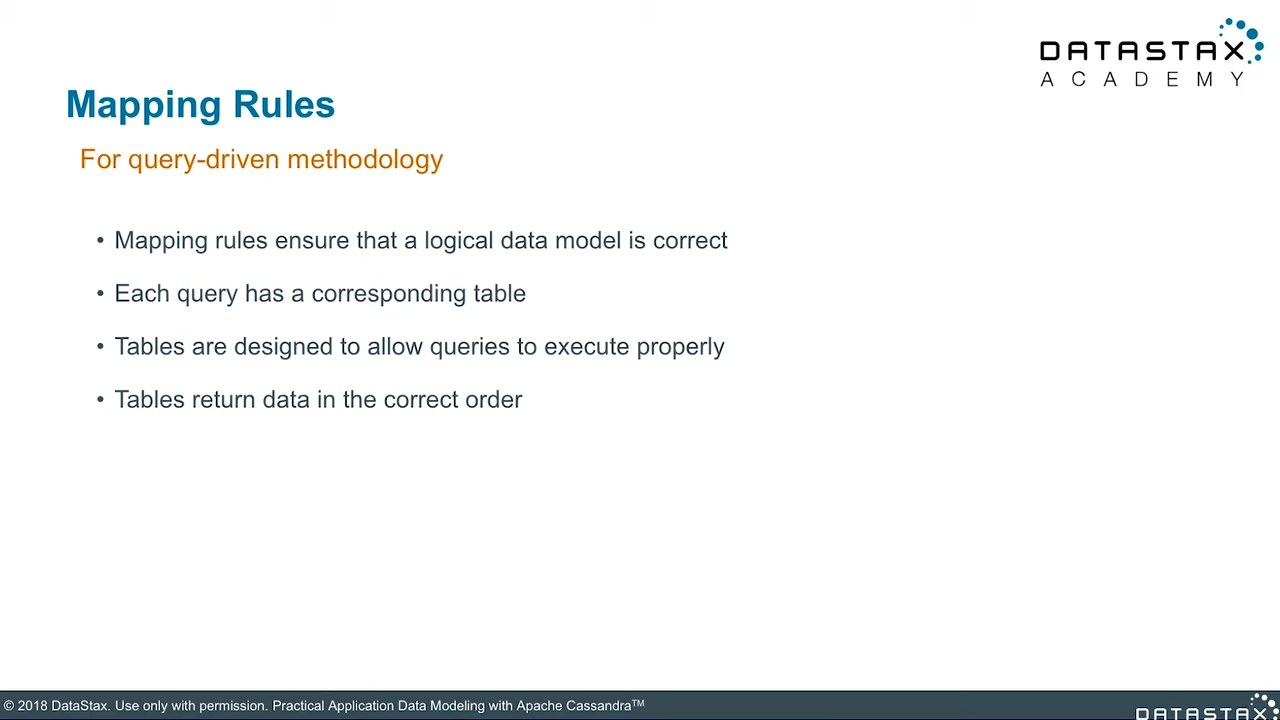 DATASTAX
ACADEMY
Mapping Rules
For query-driven methodology
• Mapping rules ensure that a logical data model is correct
• Each query has a corresponding table
• Tables are designed to allow queries to execute properly
• Tables return data in the correct order
© 2018 DataStax. Use only with permission. Practical Application Data Modeling with Apache Cassandra™
DATASTAX